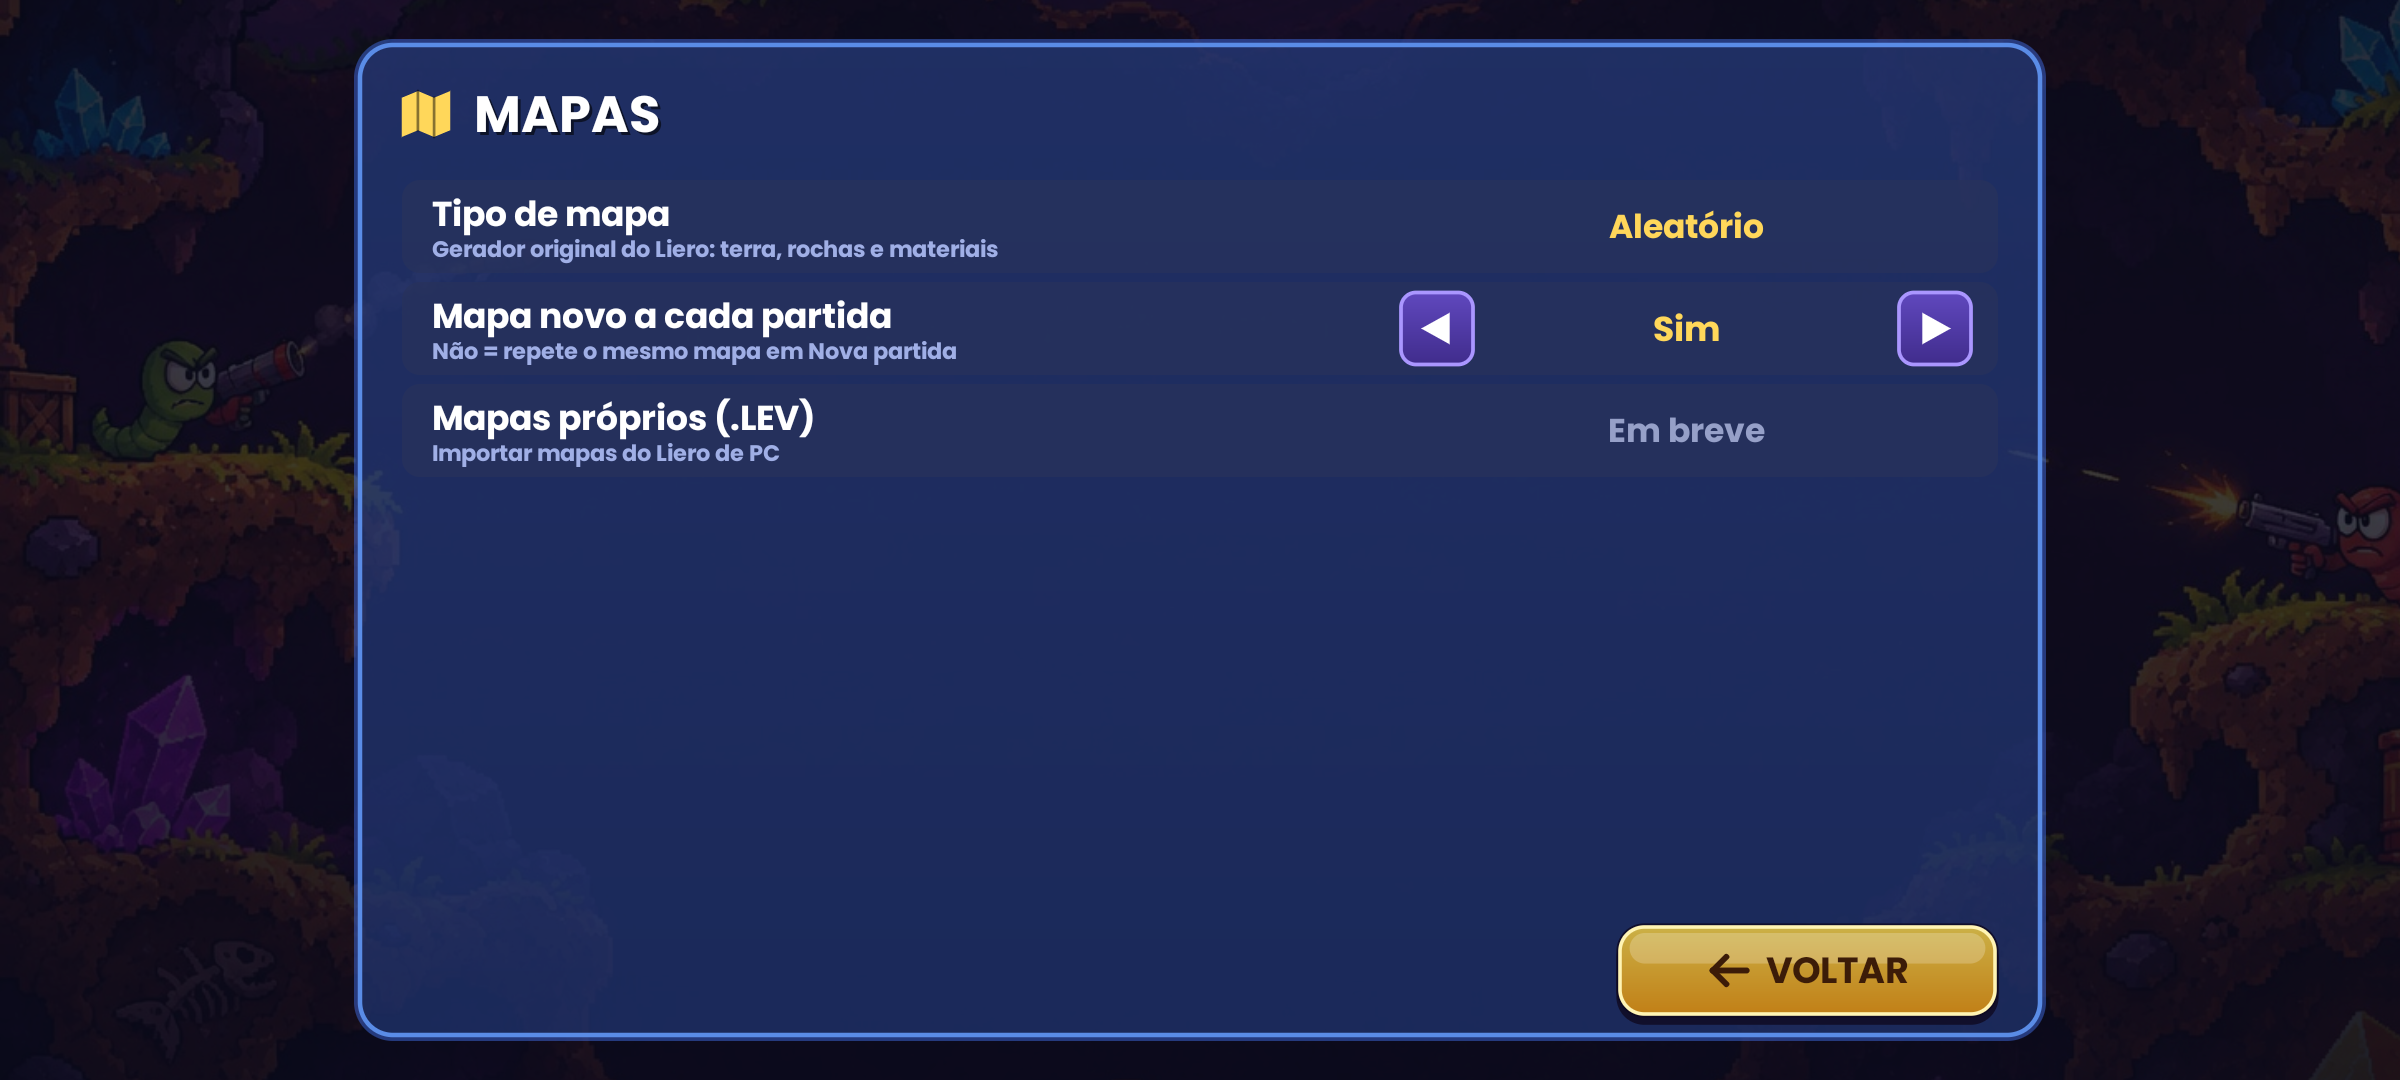 MAPAS
Tipo de mapa
Gerador original do Liero: terra, rochas e materiais
Aleatório
Mapa novo a cada partida
Não = repete o mesmo mapa em Nova partida
Sim
Mapas próprios (.LEV)
Importar mapas do Liero de PC
Em breve
VOLTAR